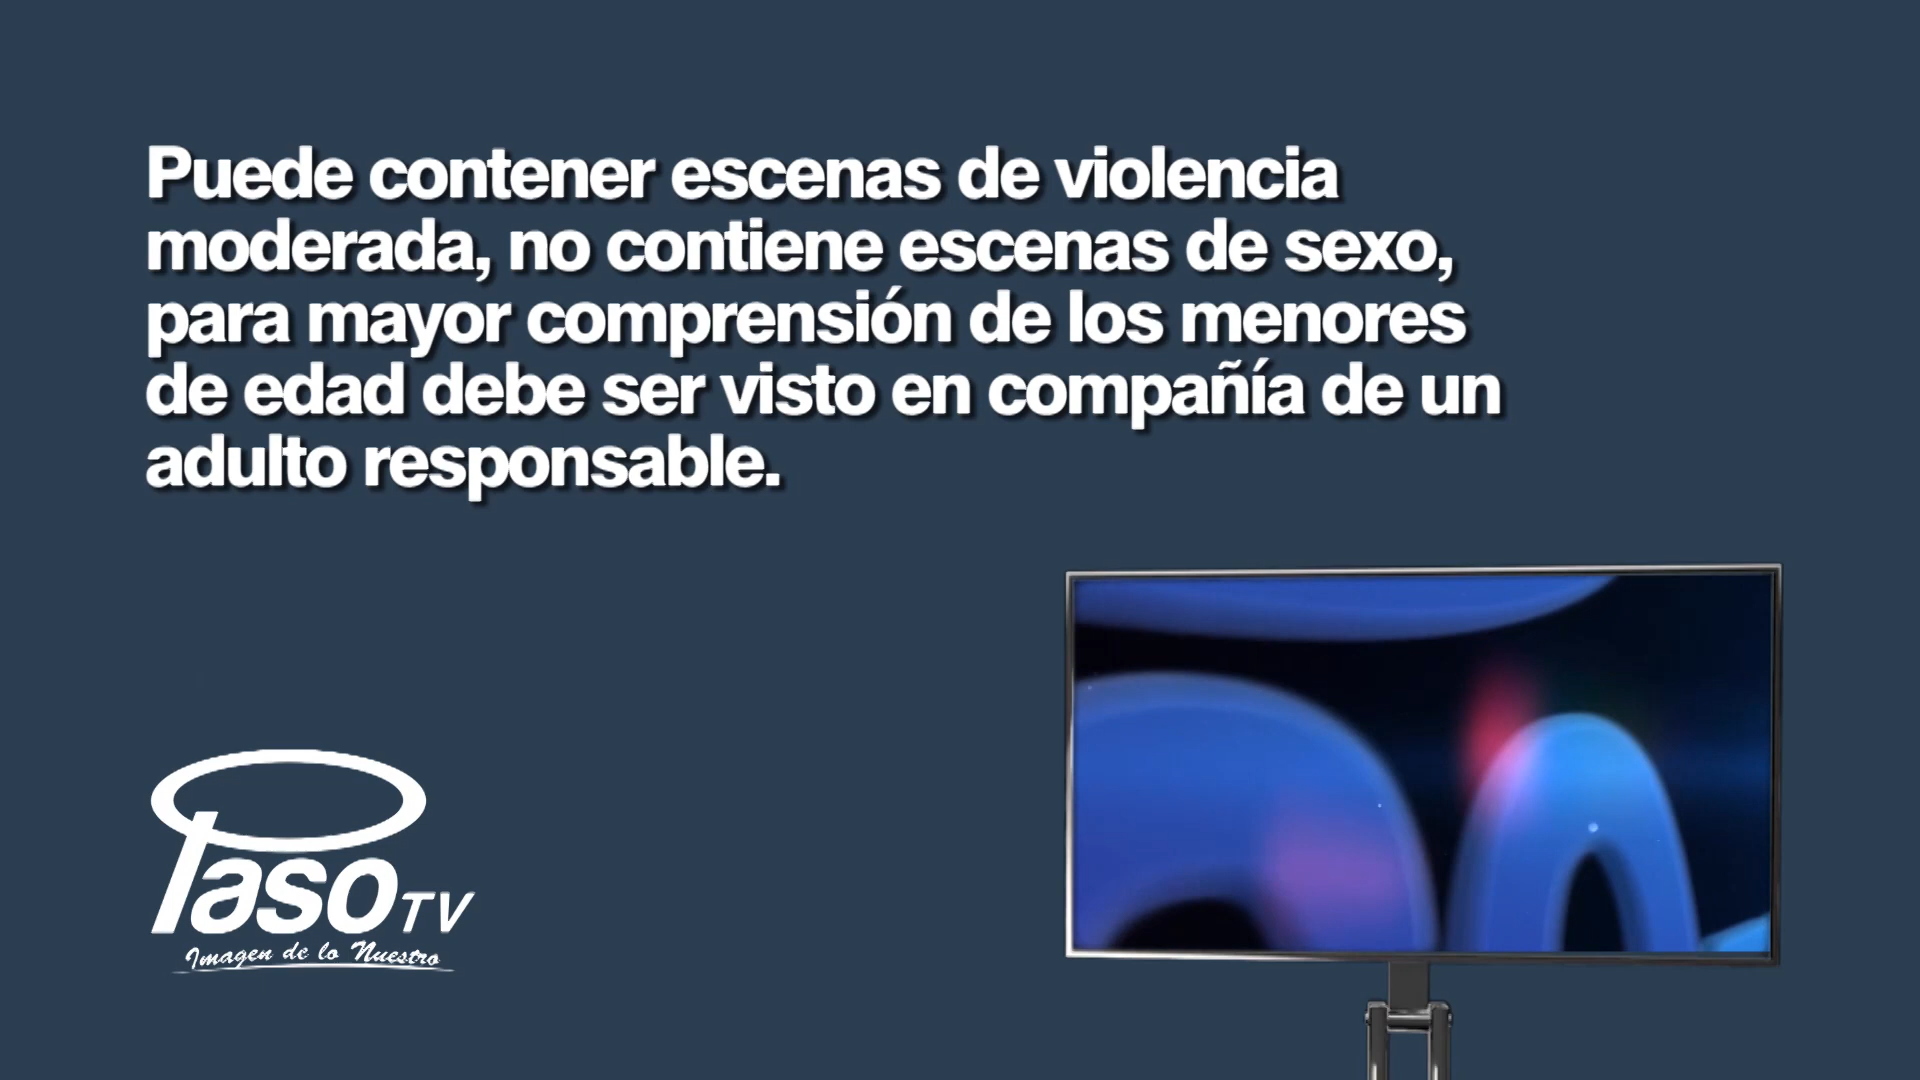 Puede contener escenas de violencia
moderada, no contiene escenas de sexo,
para mayor comprensión de los menores
de edad debe ser visto en compañía de un
adulto responsable.
Paso TV
Imagen de lo Nuestro